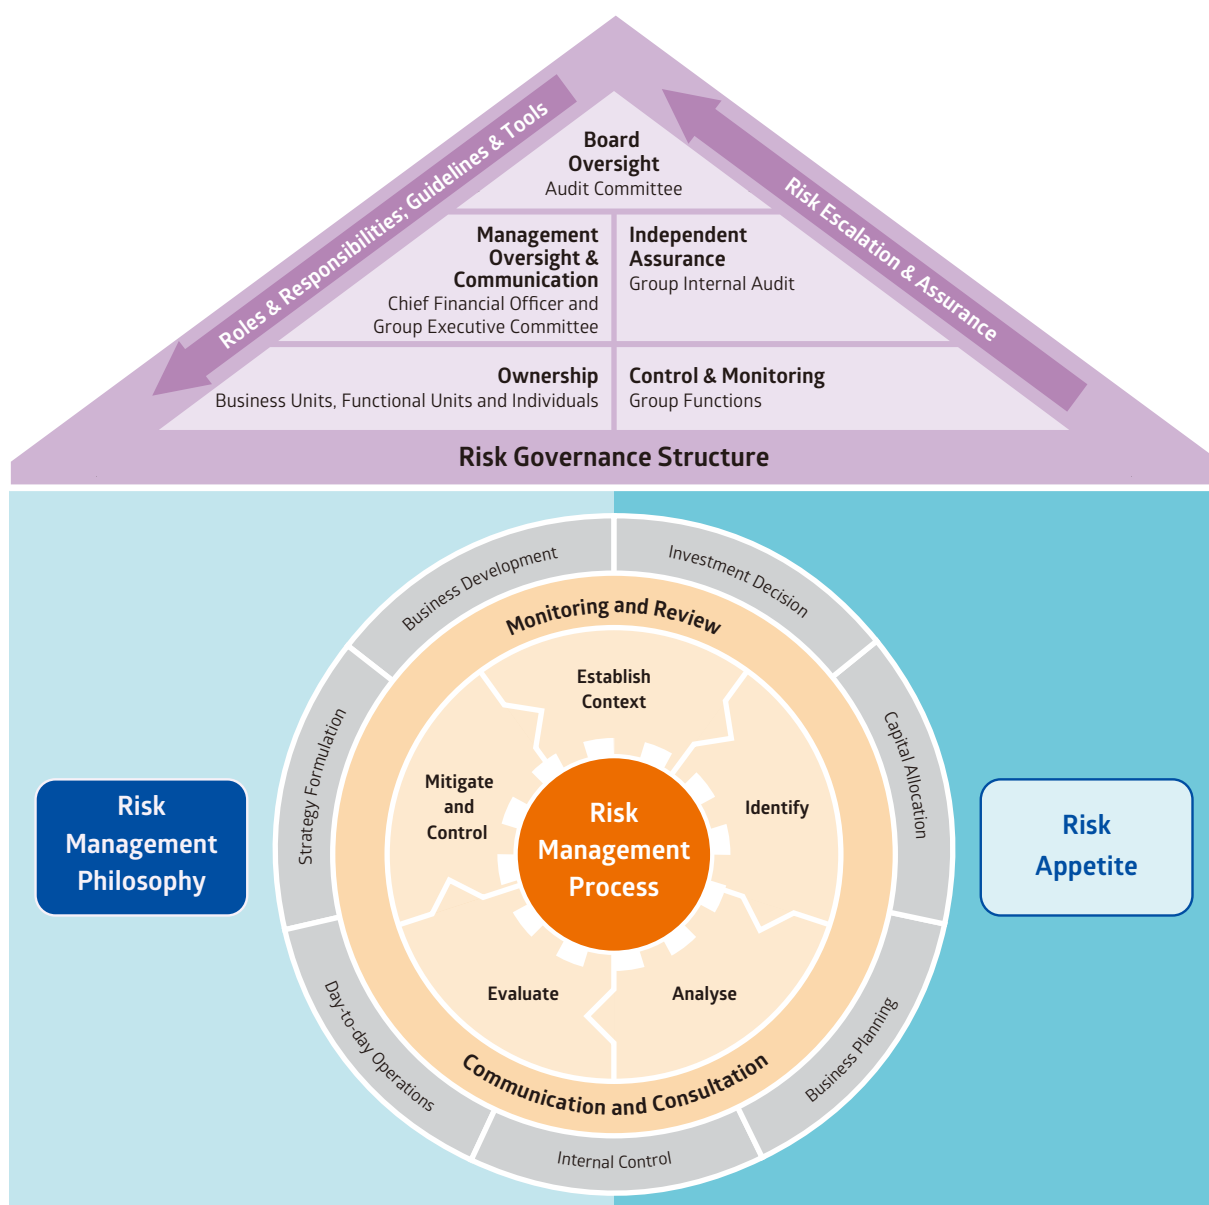 Board
Oversight
Audit Committee
Roles & Responsibilities; Guidelines & Tools
Risk Escalation & Assurance
Management
Oversight &
Communication
Chief Financial Officer and
Group Executive Committee
Independent
Assurance
Group Internal Audit
Ownership
Business Units, Functional Units and Individuals
Control & Monitoring
Group Functions
Risk Governance Structure
Business Development
Investment Decision
Strategy Formulation
Capital Allocation
Day-to-day Operations
Business Planning
Internal Control
Monitoring and Review
Communication and Consultation
Establish
Context
Identify
Analyse
Evaluate
Mitigate
and
Control
Risk
Management
Process
Risk
Management
Philosophy
Risk
Appetite